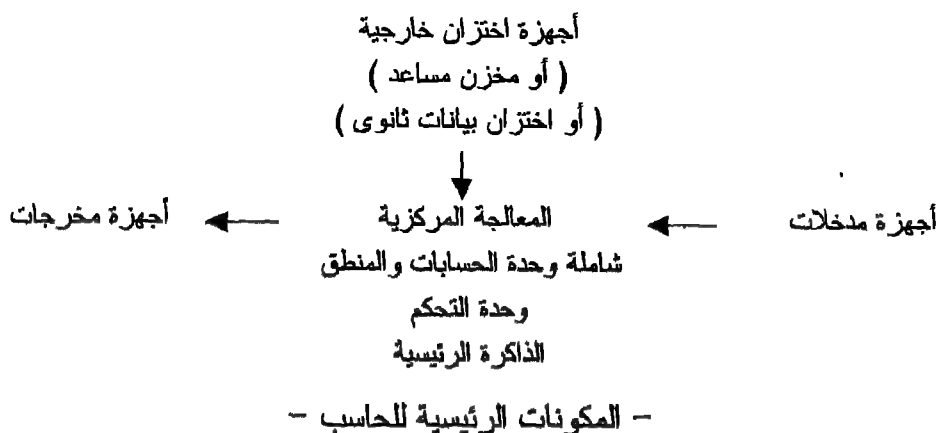 أجهزة اختزان خارجية
( أو مخزن مساعد )
( أو اختزان بيانات ثانوى )
أجهزة مدخلات
المعالجة المركزية
أجهزة مخرجات
شاملة وحدة الحسابات والمنطق
وحدة التحكم
الذاكرة الرئيسية
- المكونات الرئيسية للحاسب -